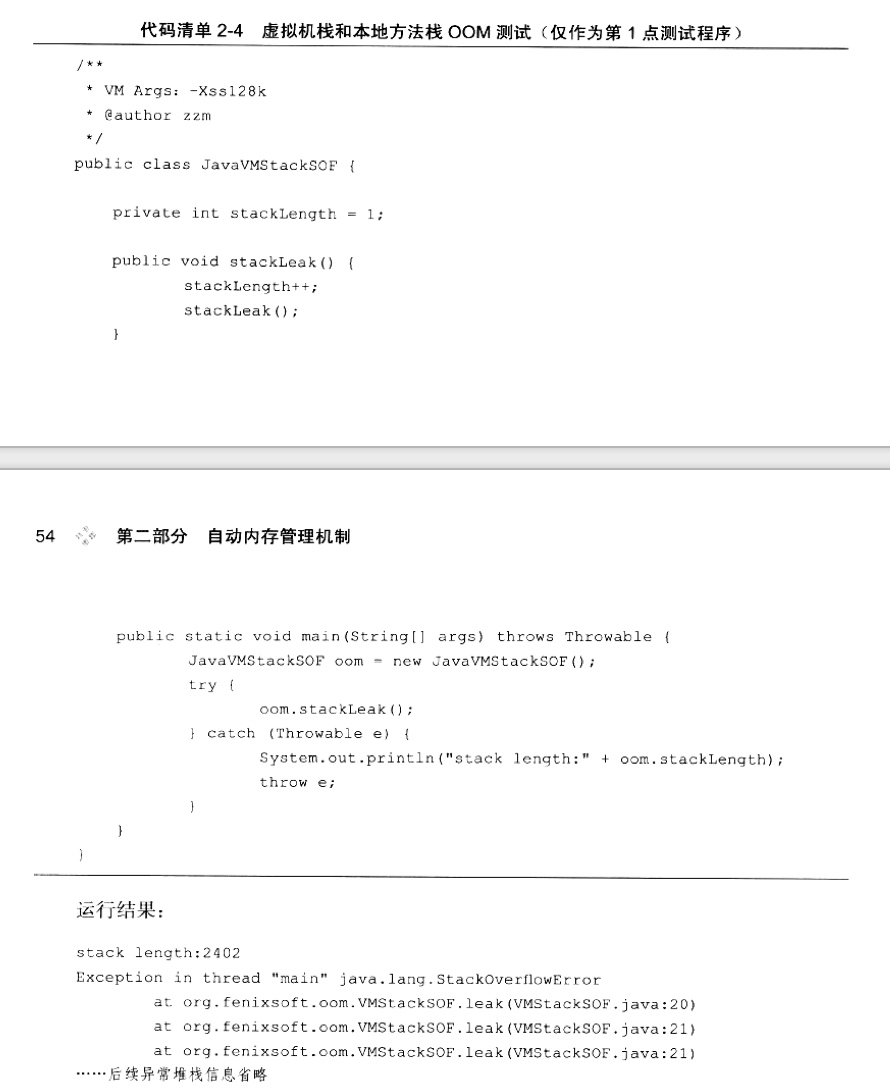 代码清单 2-4 虚拟机栈和本地方法栈 OOM 测试（仅作为第 1 点测试程序）
/**
 * VM Args: -Xss128k
 * @author zzm
 */
public class JavaVMStackSOF {
    private int stackLength = 1;
    public void stackLeak() {
            stackLength++;
            stackLeak();
    }
54 第二部分 自动内存管理机制
    public static void main(String[] args) throws Throwable {
            JavaVMStackSOF oom = new JavaVMStackSOF();
            try {
                    oom.stackLeak();
            } catch (Throwable e) {
                    System.out.println("stack length:" + oom.stackLength);
                    throw e;
            }
    }
}
运行结果：
stack length:2402
Exception in thread "main" java.lang.StackOverflowError
        at org.fenixsoft.oom.VMStackSOF.leak(VMStackSOF.java:20)
        at org.fenixsoft.oom.VMStackSOF.leak(VMStackSOF.java:21)
        at org.fenixsoft.oom.VMStackSOF.leak(VMStackSOF.java:21)
……后续异常堆栈信息省略